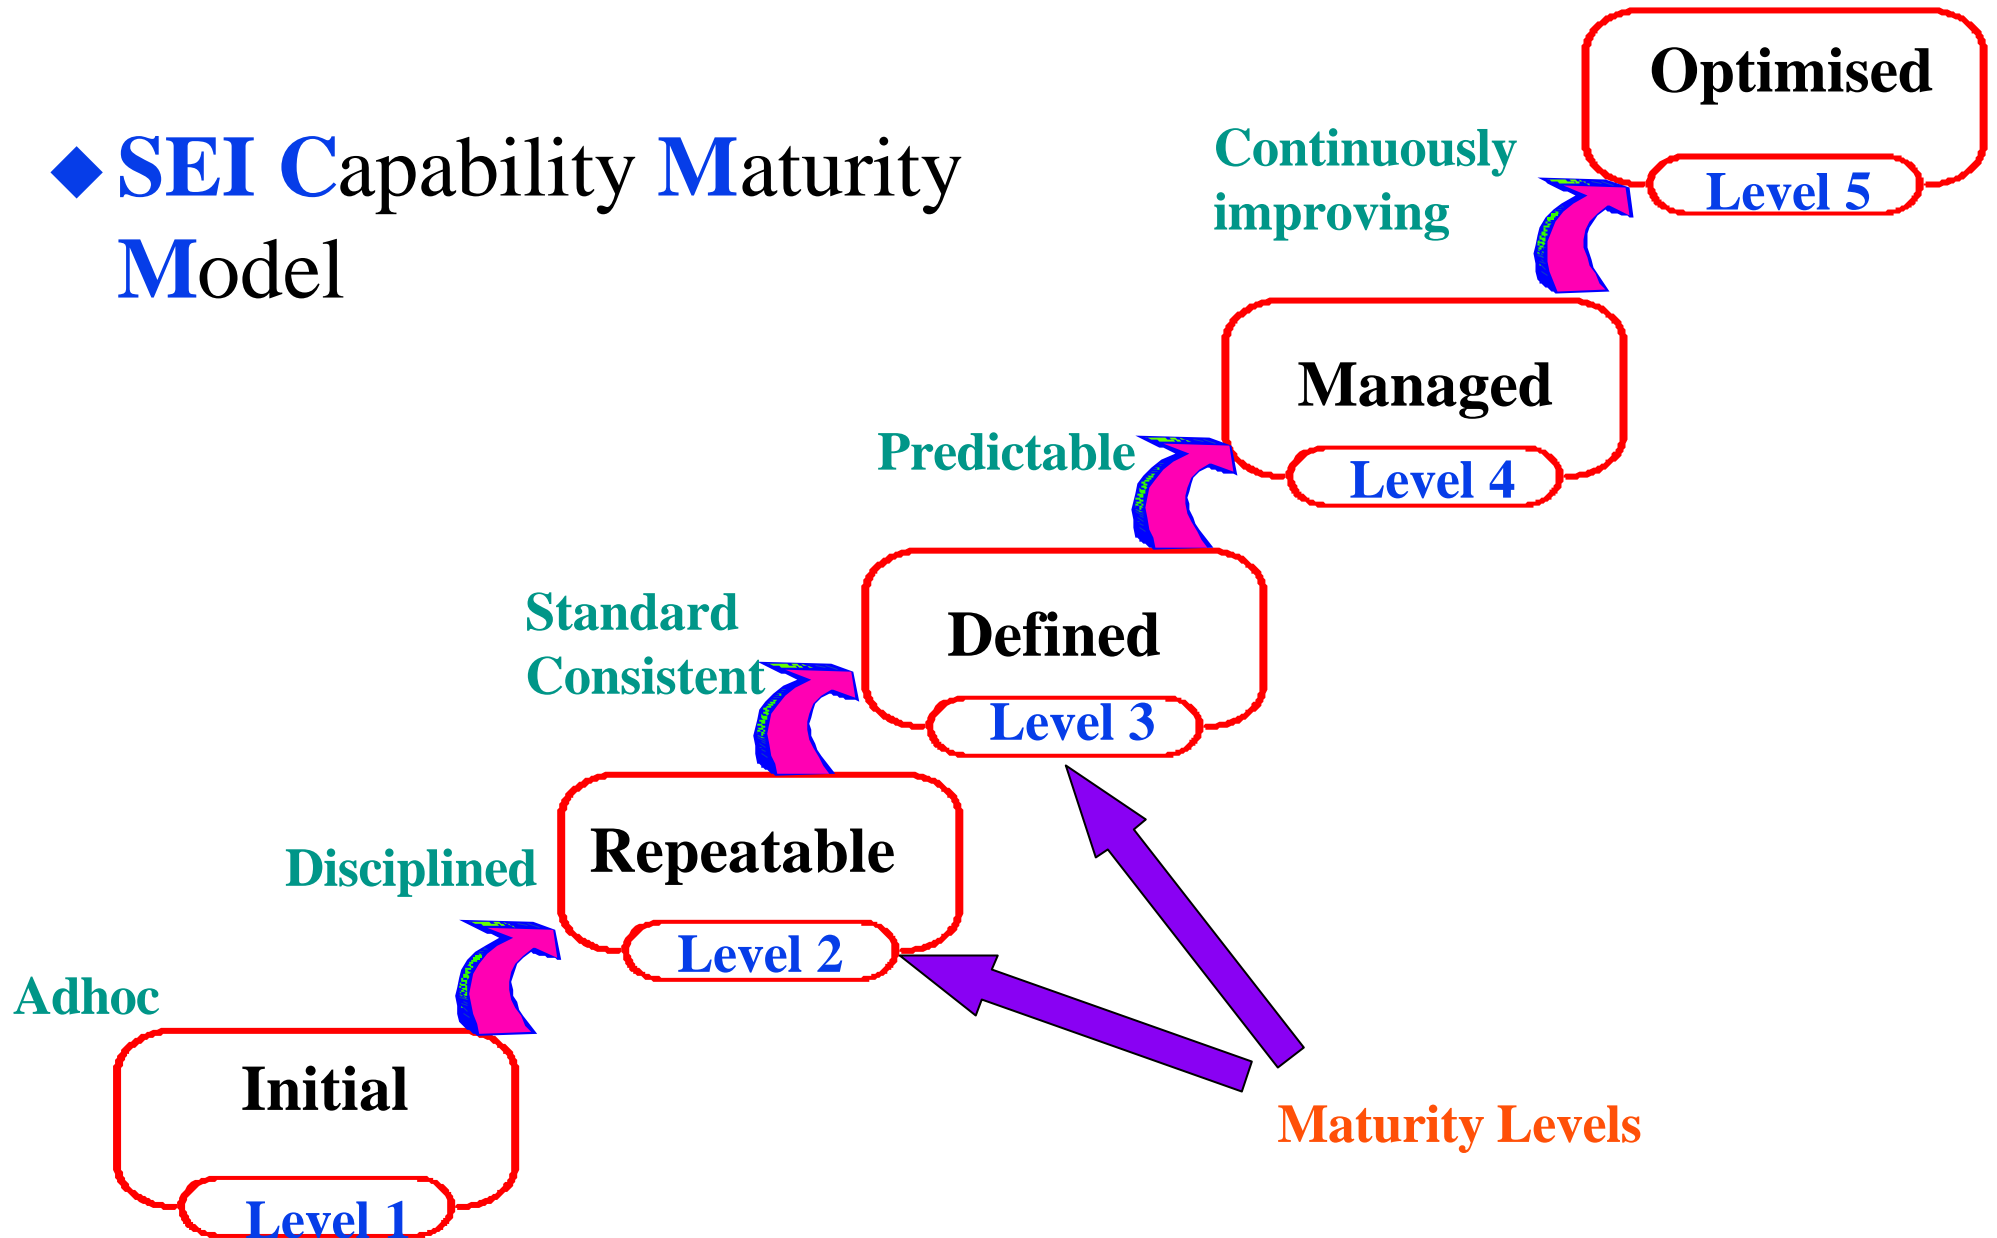 SEI Capability Maturity
Model
Optimised
Level 5
Continuously
improving
Managed
Level 4
Predictable
Defined
Level 3
Standard
Consistent
Repeatable
Level 2
Disciplined
Adhoc
Initial
Level 1
Maturity Levels